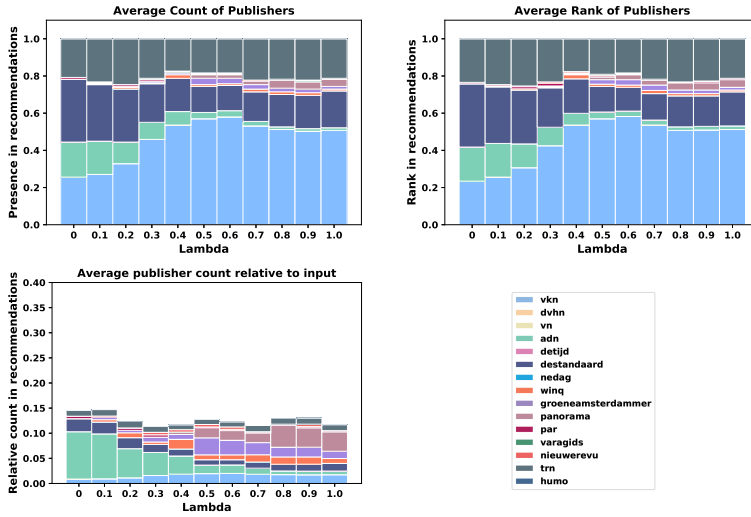 Average Count of Publishers
Presence in recommendations
1.0
0.8
0.6
0.4
0.2
0.0
0 0.1 0.2 0.3 0.4 0.5 0.6 0.7 0.8 0.9 1.0
Lambda
Average Rank of Publishers
Rank in recommendations
1.0
0.8
0.6
0.4
0.2
0.0
0 0.1 0.2 0.3 0.4 0.5 0.6 0.7 0.8 0.9 1.0
Lambda
Average publisher count relative to input
Relative count in recommendations
0.40
0.35
0.30
0.25
0.20
0.15
0.10
0.05
0.00
0 0.1 0.2 0.3 0.4 0.5 0.6 0.7 0.8 0.9 1.0
Lambda
vkn
dvhn
vn
adn
detijd
destandaard
nedag
winq
groeneamsterdammer
panorama
par
varagids
nieuwerevu
trn
humo